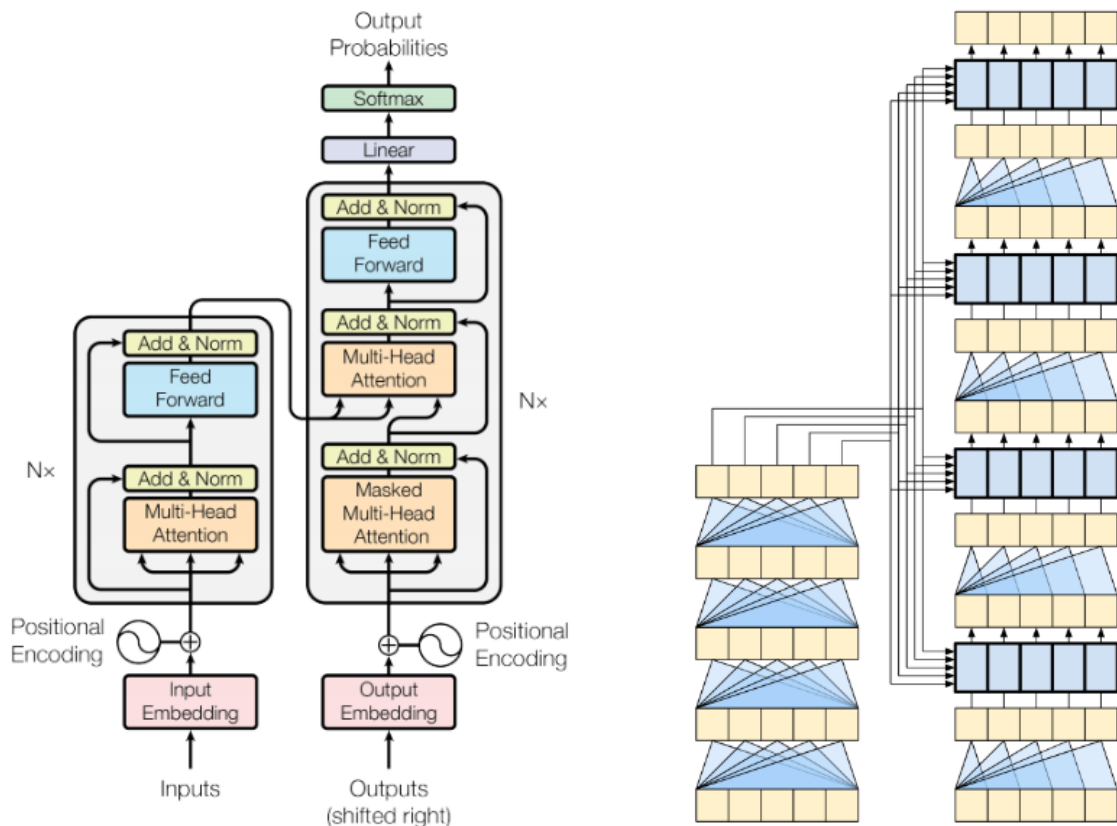 Output
Probabilities
Softmax
Linear
Add & Norm
Feed
Forward
Add & Norm
Multi-Head
Attention
Nx
Add & Norm
Masked
Multi-Head
Attention
Add & Norm
Feed
Forward
Nx
Add & Norm
Multi-Head
Attention
Positional
Encoding
Positional
Encoding
Input
Embedding
Output
Embedding
Inputs
Outputs
(shifted right)